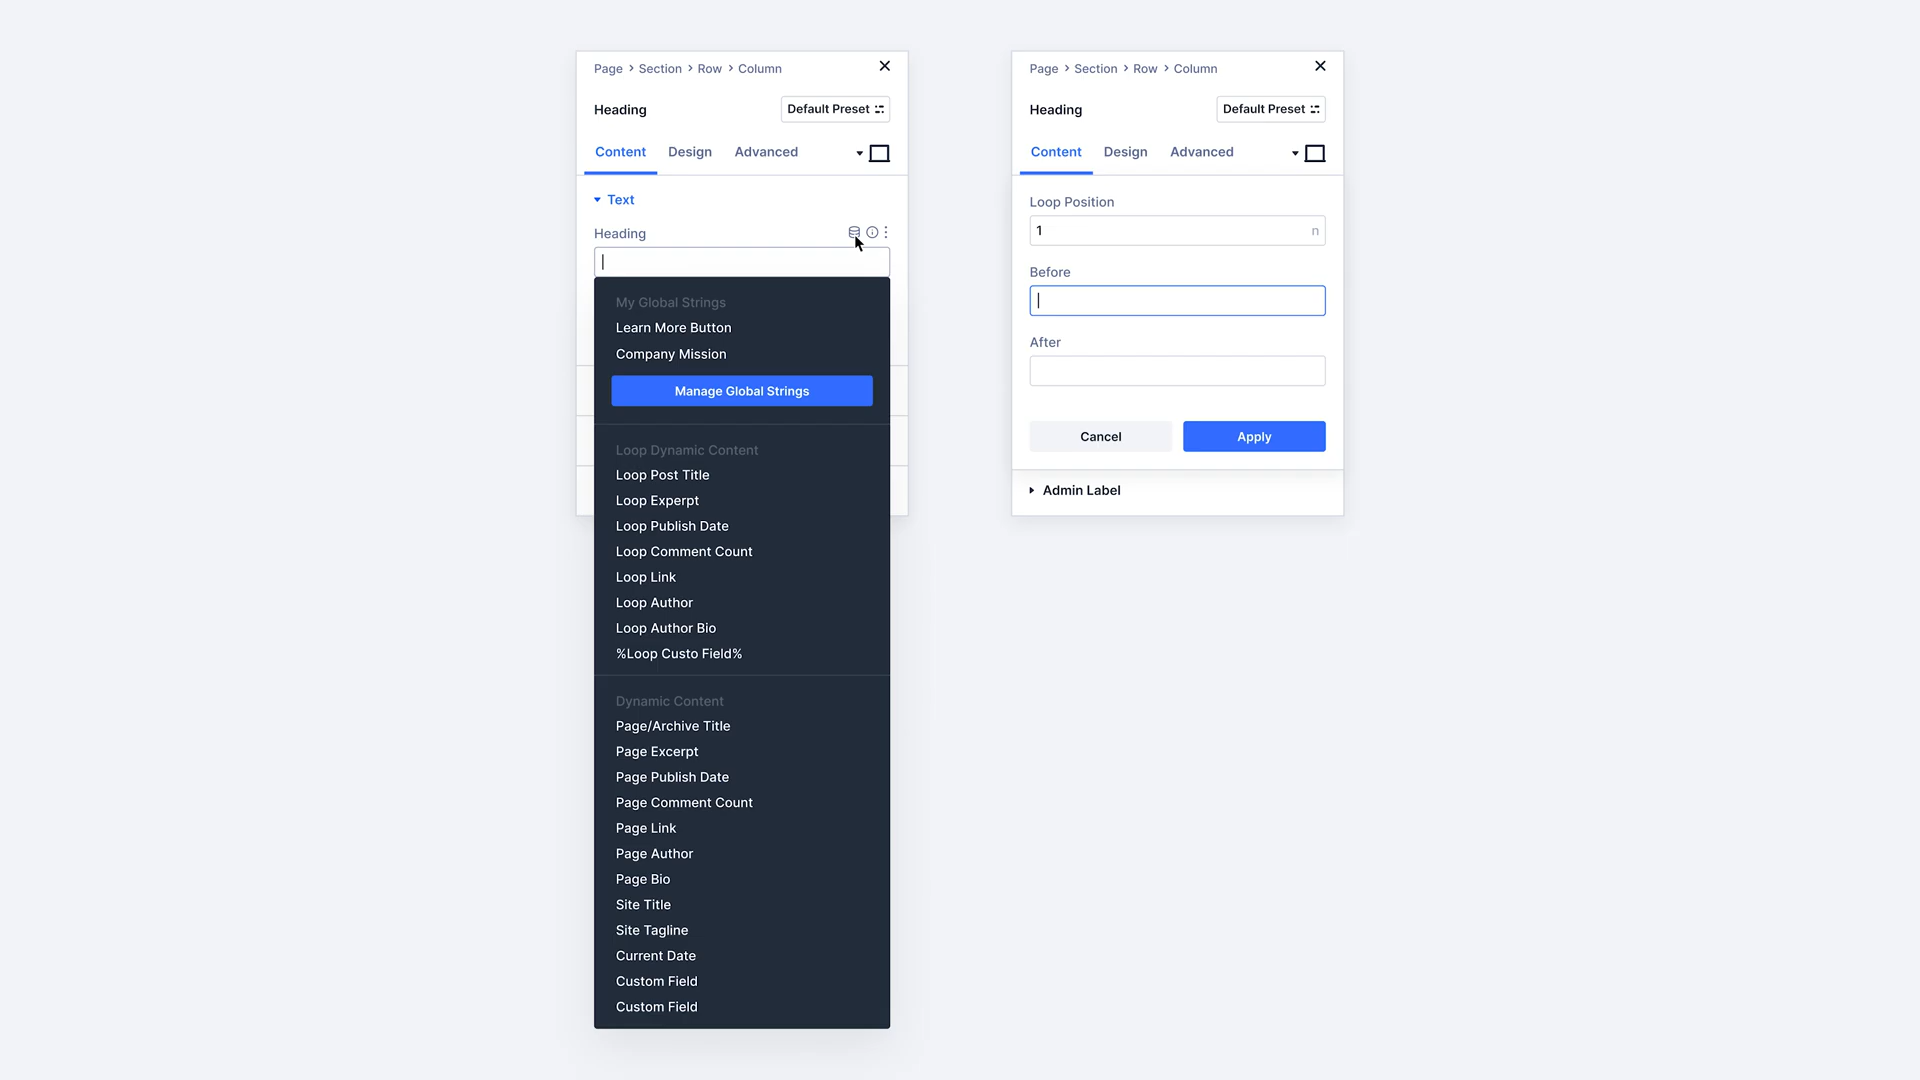 Page > Section > Row > Column
Heading
Default Preset
Content Design Advanced
Text
Heading
My Global Strings
Learn More Button
Company Mission
Manage Global Strings
Loop Dynamic Content
Loop Post Title
Loop Experpt
Loop Publish Date
Loop Comment Count
Loop Link
Loop Author
Loop Author Bio
%Loop Custo Field%
Dynamic Content
Page/Archive Title
Page Excerpt
Page Publish Date
Page Comment Count
Page Link
Page Author
Page Bio
Site Title
Site Tagline
Current Date
Custom Field
Custom Field
Page > Section > Row > Column
Heading
Default Preset
Content Design Advanced
Loop Position
1 n
Before
After
Cancel Apply
Admin Label